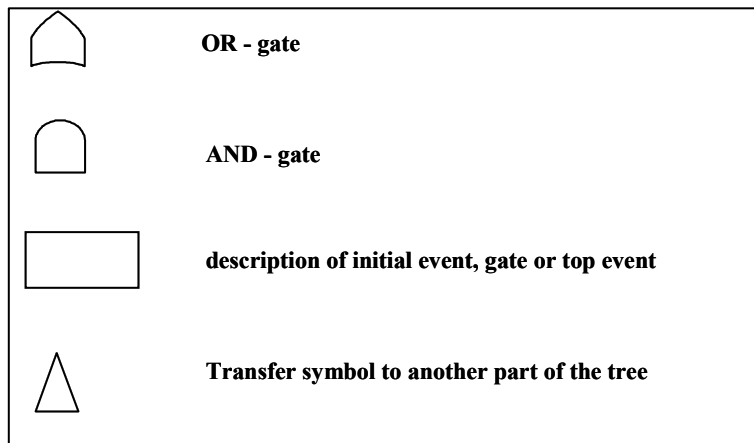 OR - gate
AND - gate
description of initial event, gate or top event
Transfer symbol to another part of the tree